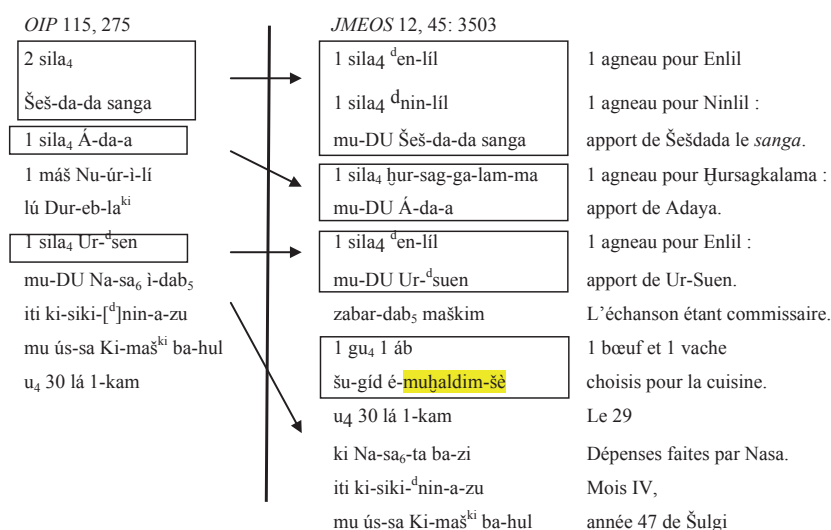 OIP 115, 275
2 sila₄
Šeš-da-da sanga
1 sila₄ Á-da-a
1 máš Nu-úr-ì-lí
lú Dur-eb-laᵏⁱ
1 sila₄ Ur-ᵈsen
mu-DU Na-sa₆ ì-dab₅
iti ki-siki-[ᵈ]nin-a-zu
mu ús-sa Ki-mašᵏⁱ ba-hul
u₄ 30 lá 1-kam
JMEOS 12, 45: 3503
1 sila4 ᵈen-líl
1 sila₄ ᵈnin-líl
mu-DU Šeš-da-da sanga
1 sila₄ ḫur-sag-ga-lam-ma
mu-DU Á-da-a
1 sila₄ ᵈen-líl
mu-DU Ur-ᵈsuen
zabar-dab₅ maškim
1 gu₄ 1 áb
šu-gíd é-muḫaldim-šè
u4 30 lá 1-kam
ki Na-sa₆-ta ba-zi
iti ki-siki-ᵈnin-a-zu
mu ús-sa Ki-mašᵏⁱ ba-hul
1 agneau pour Enlil
1 agneau pour Ninlil :
apport de Šešdada le sanga.
1 agneau pour Ḫursagkalama :
apport de Adaya.
1 agneau pour Enlil :
apport de Ur-Suen.
L’échanson étant commissaire.
1 bœuf et 1 vache
choisis pour la cuisine.
Le 29
Dépenses faites par Nasa.
Mois IV,
année 47 de Šulgi